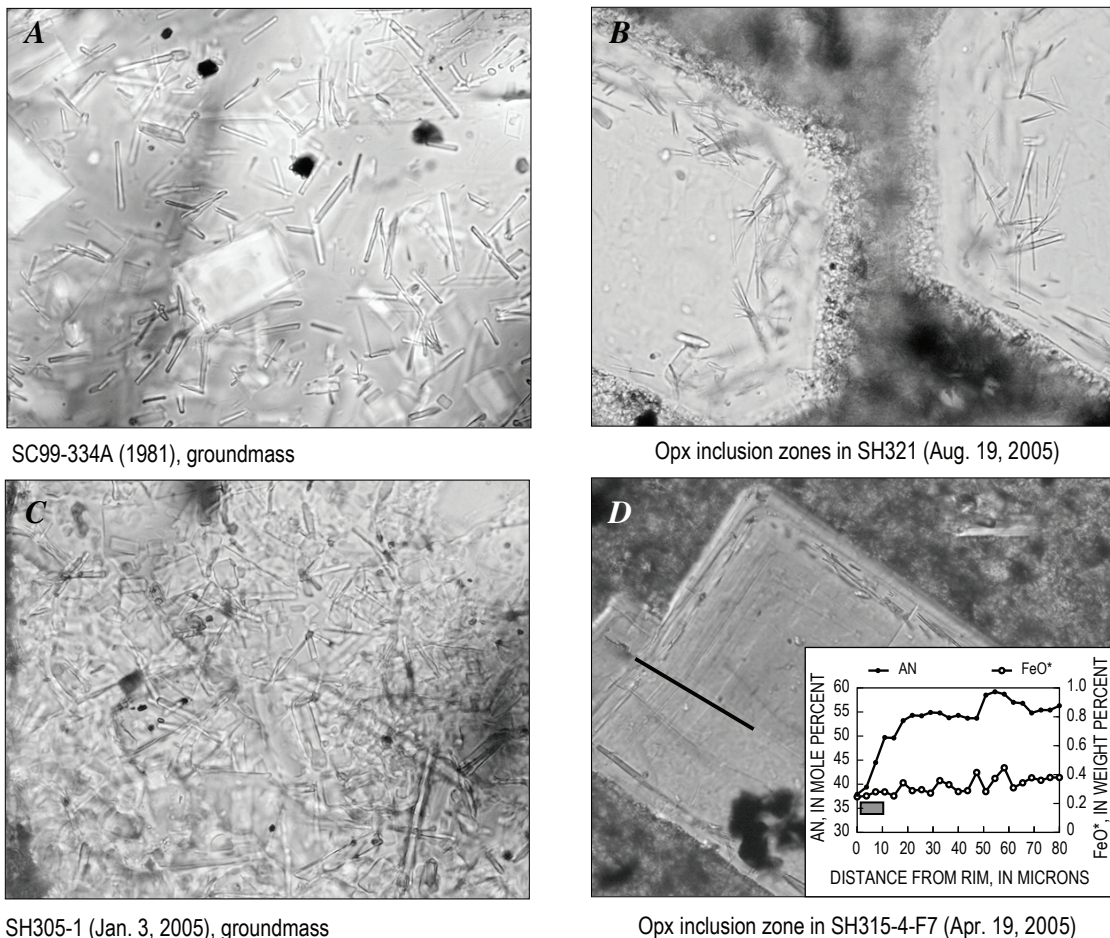 A
B
SC99-334A (1981), groundmass
Opx inclusion zones in SH321 (Aug. 19, 2005)
C
D
AN
FeO*
AN, IN MOLE PERCENT
60
55
50
45
40
35
30
FeO*, IN WEIGHT PERCENT
1.0
0.8
0.6
0.4
0.2
0
0 10 20 30 40 50 60 70 80
DISTANCE FROM RIM, IN MICRONS
SH305-1 (Jan. 3, 2005), groundmass
Opx inclusion zone in SH315-4-F7 (Apr. 19, 2005)